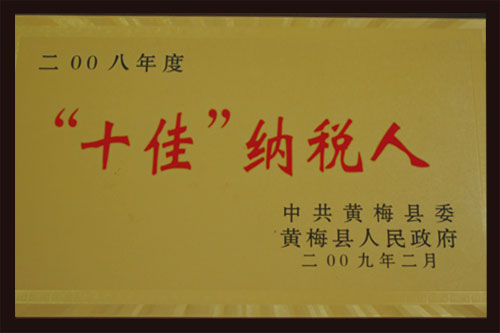 二00八年度
“十佳”纳税人
中共黄梅县委
黄梅县人民政府
二00九年二月